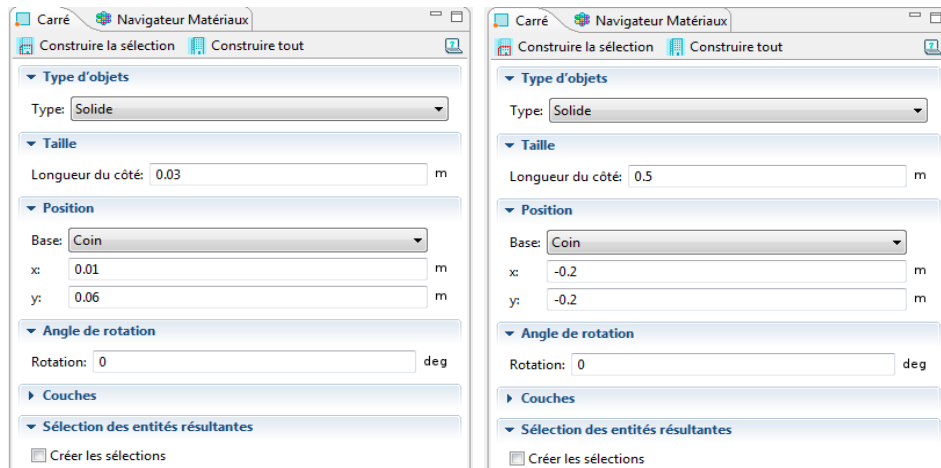 Carré Navigateur Matériaux
Construire la sélection Construire tout
Type d'objets
Type: Solide
Taille
Longueur du côté: 0.03 m
Position
Base: Coin
x: 0.01 m
y: 0.06 m
Angle de rotation
Rotation: 0 deg
Couches
Sélection des entités résultantes
Créer les sélections
Carré Navigateur Matériaux
Construire la sélection Construire tout
Type d'objets
Type: Solide
Taille
Longueur du côté: 0.5 m
Position
Base: Coin
x: -0.2 m
y: -0.2 m
Angle de rotation
Rotation: 0 deg
Couches
Sélection des entités résultantes
Créer les sélections